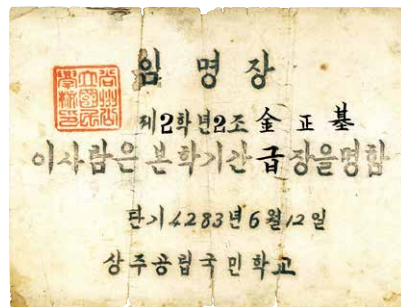 임명장
제2학년2조 金正基
이사람은 본학기간 급장을명함
단기4283년6월12일
상주공립국민학교